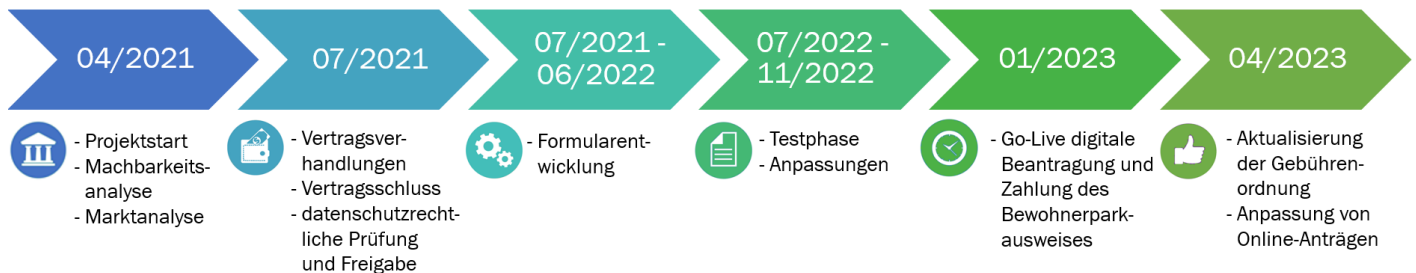 04/2021
- Projektstart
- Machbarkeits-
analyse
- Marktanalyse
07/2021
- Vertragsver-
handlungen
- Vertragsschluss
- datenschutzrecht-
liche Prüfung
und Freigabe
07/2021 -
06/2022
- Formularent-
wicklung
07/2022 -
11/2022
- Testphase
- Anpassungen
01/2023
- Go-Live digitale
Beantragung und
Zahlung des
Bewohnerpark-
ausweises
04/2023
- Aktualisierung
der Gebühren-
ordnung
- Anpassung von
Online-Anträgen